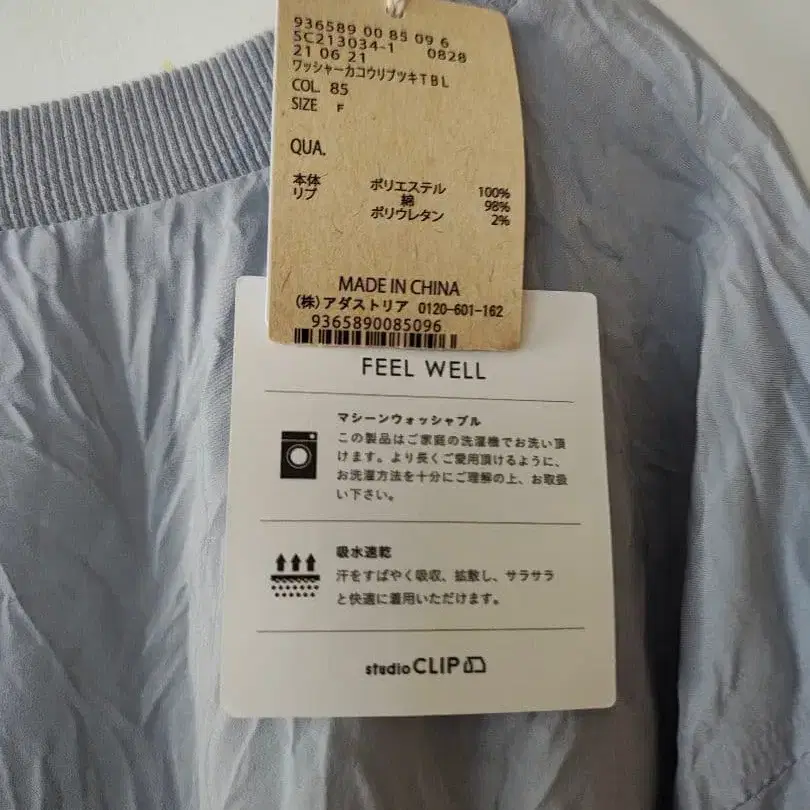 936589 00 85 09 6
SC213034-1 0828
21 06 21
ワッシャーカコウリブツキTBL
COL. 85
SIZE F
QUA.
本体 ポリエステル 100%
リブ 綿 98%
ポリウレタン 2%
MADE IN CHINA
(株)アダストリア 0120-601-162
9365890085096
FEEL WELL
マシーンウォッシャブル
この製品はご家庭の洗濯機でお洗い頂
けます。より長くご愛用頂けるように、
お洗濯方法を十分にご理解の上、お取扱
い下さい。
吸水速乾
汗をすばやく吸収、拡散し、サラサラ
と快適に着用いただけます。
studio CLIP